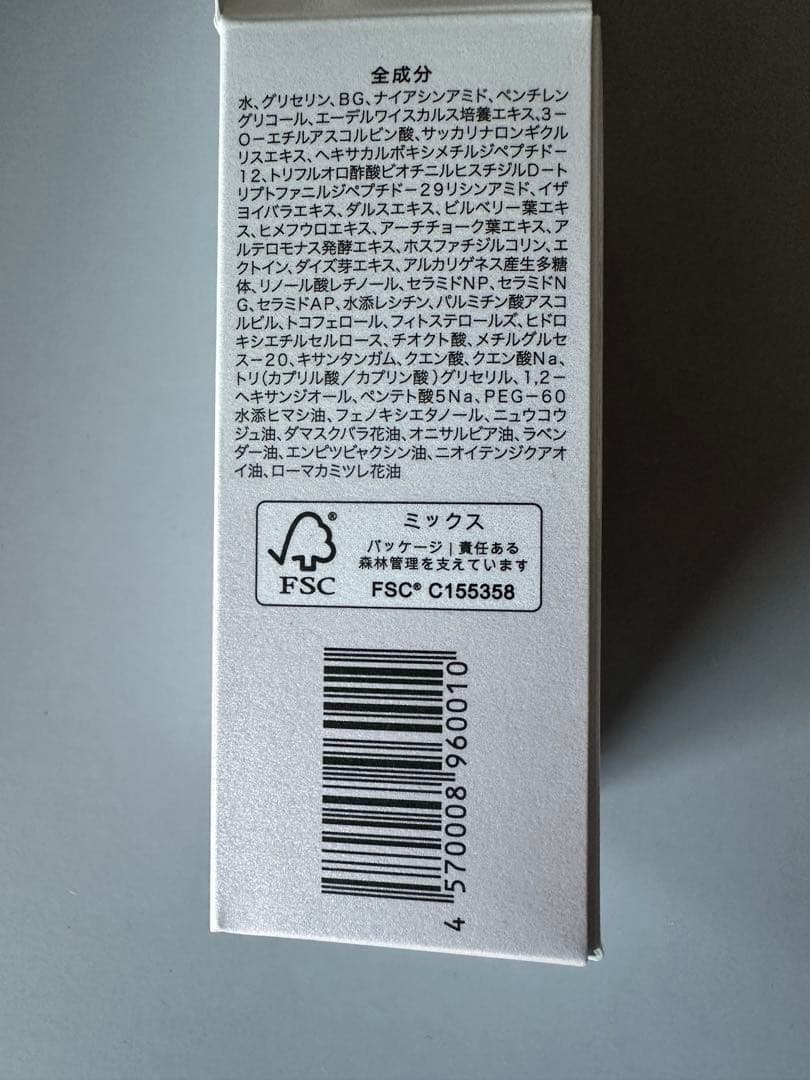 全成分
水、グリセリン、BG、ナイアシンアミド、ペンチレン
グリコール、エーデルワイスカルス培養エキス、3-
O-エチルアスコルビン酸、サッカリナロンギクル
リスエキス、ヘキサカルボキシメチルジペプチド-
12、トリフルオロ酢酸ビオチニルヒスチジルD-ト
リプトファニルジペプチド-29リシンアミド、イザ
ヨイバラエキス、ダルスエキス、ビルベリー葉エキ
ス、ヒメフウロエキス、アーチチョーク葉エキス、ア
ルテロモナス発酵エキス、ホスファチジルコリン、エ
クトイン、ダイズ芽エキス、アルカリゲネス産生多糖
体、リノール酸レチノール、セラミドNP、セラミドN
G、セラミドAP、水添レシチン、パルミチン酸アスコ
ルビル、トコフェロール、フィトステロールズ、ヒドロ
キシエチルセルロース、チオクト酸、メチルグルセ
ス-20、キサンタンガム、クエン酸、クエン酸Na、
トリ(カプリル酸/カプリン酸)グリセリル、1,2-
ヘキサンジオール、ペンテト酸5Na、PEG-60
水添ヒマシ油、フェノキシエタノール、ニュウコウ
ジュ油、ダマスクバラ花油、オニサルビア油、ラベン
ダー油、エンピツビャクシン油、ニオイテンジクアオ
イ油、ローマカミツレ花油
ミックス
パッケージ | 責任ある
森林管理を支えています
FSC® C155358
®
FSC
4 570008 960010